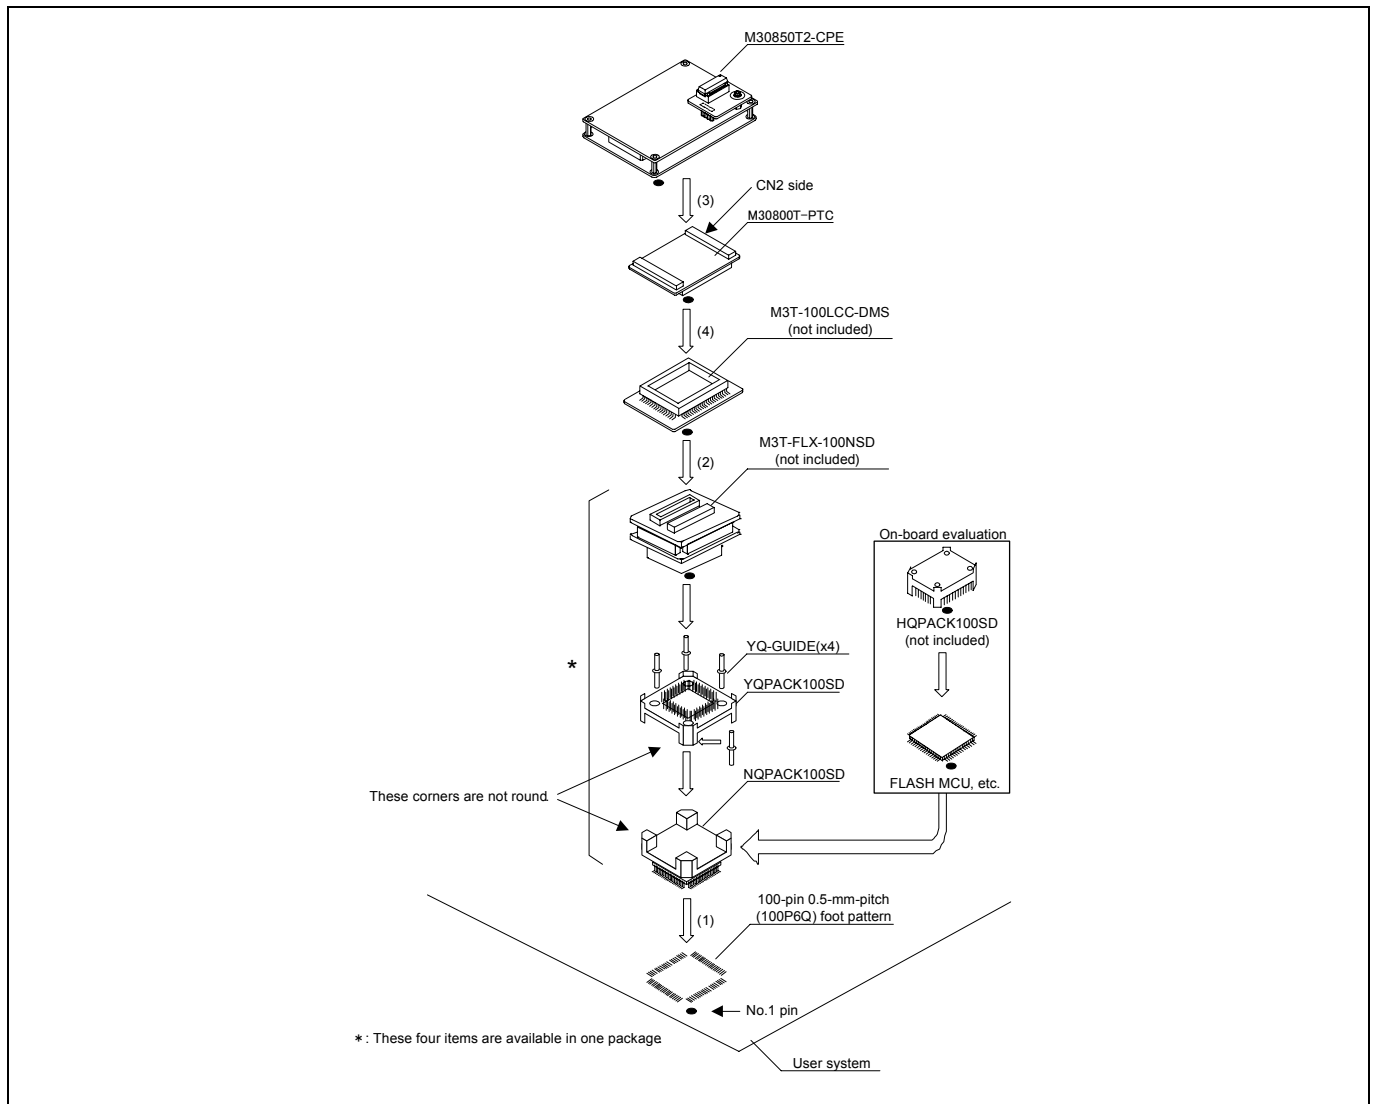 M30850T2-CPE
(3)
CN2 side
M30800T-PTC
(4)
M3T-100LCC-DMS
(not included)
(2)
M3T-FLX-100NSD
(not included)
On-board evaluation
HQPACK100SD
(not included)
FLASH MCU, etc.
*
YQ-GUIDE(x4)
YQPACK100SD
NQPACK100SD
These corners are not round.
(1)
100-pin 0.5-mm-pitch
(100P6Q) foot pattern
No.1 pin
* : These four items are available in one package.
User system